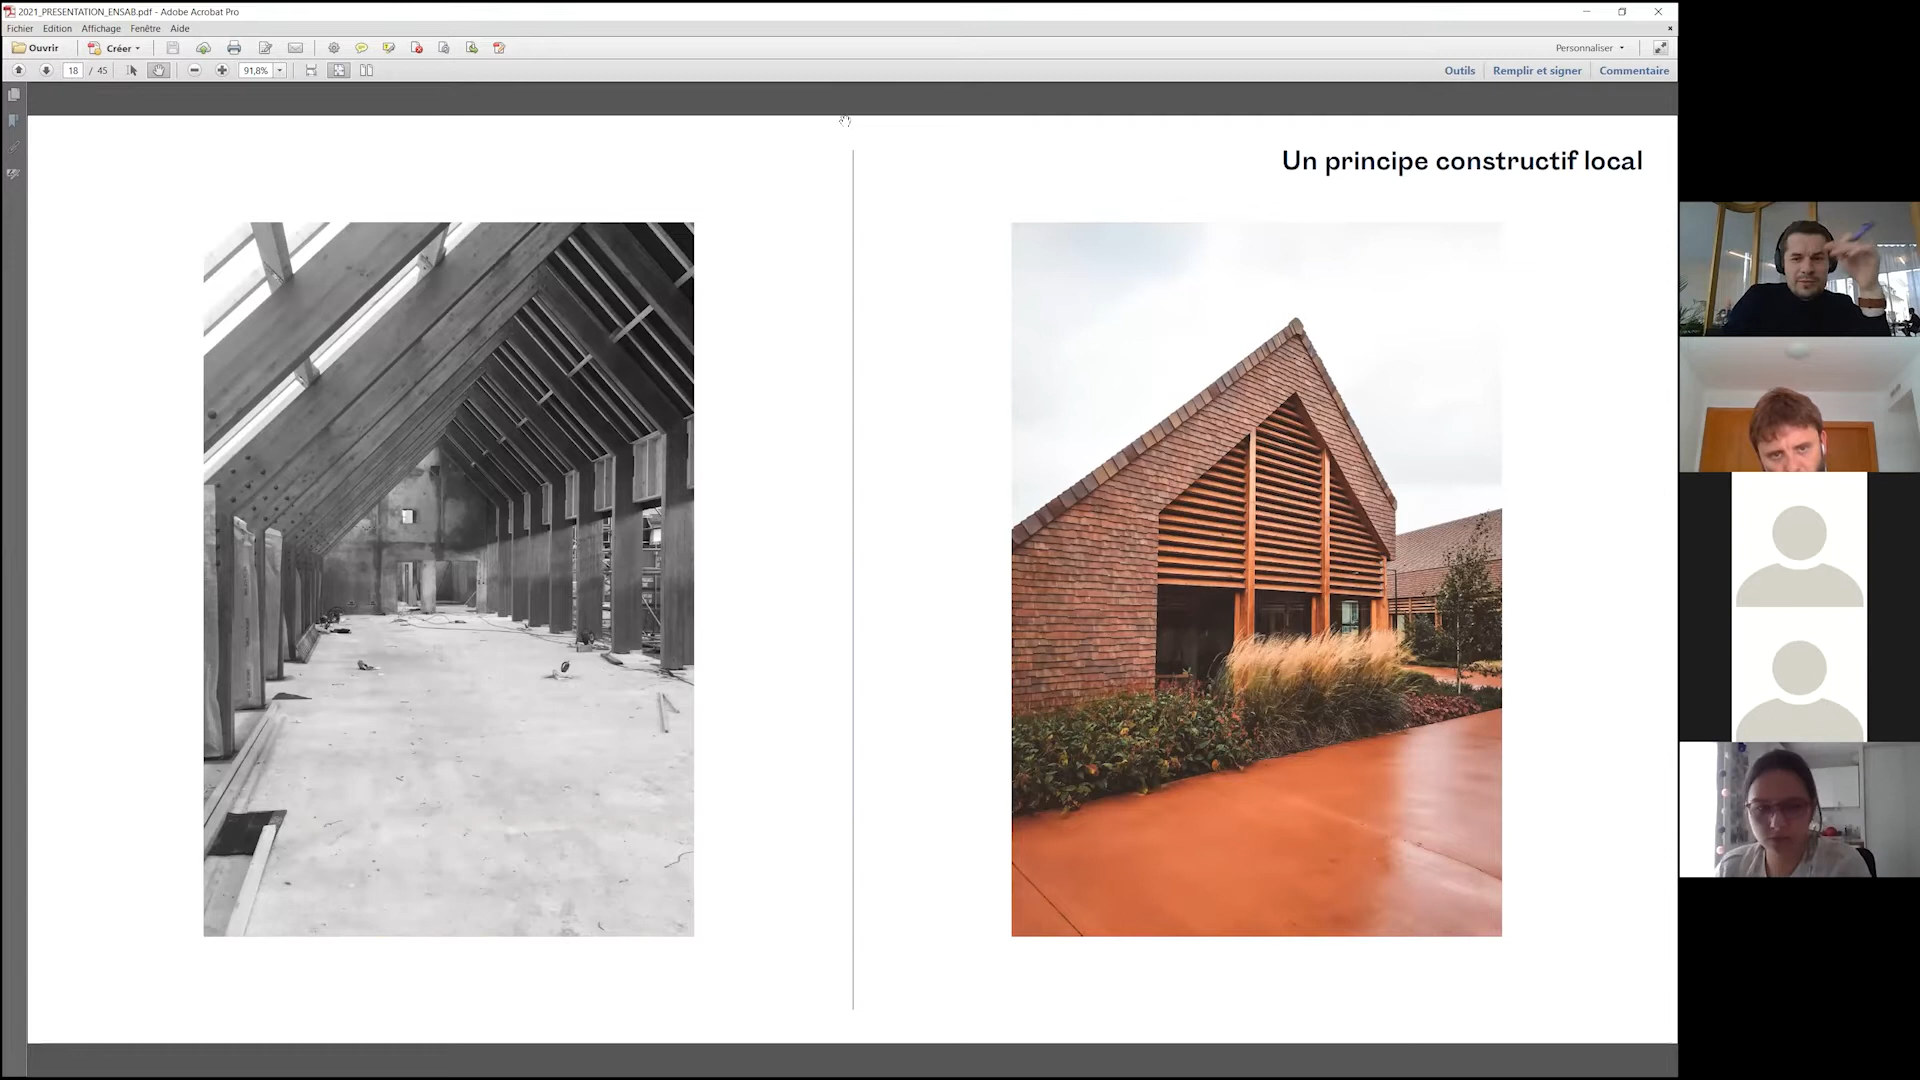 2021_PRESENTATION_ENSAB.pdf - Adobe Acrobat Pro
Fichier Edition Affichage Fenêtre Aide
Ouvrir Créer Personnaliser
18 / 45 91,8% Outils Remplir et signer Commentaire
Un principe constructif local